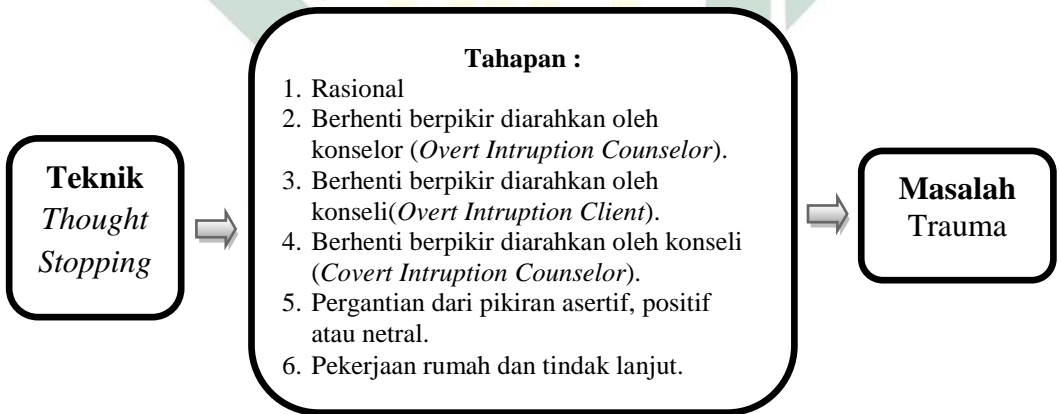 Teknik
Thought
Stopping
Tahapan :
1. Rasional
2. Berhenti berpikir diarahkan oleh
konselor (Overt Intruption Counselor).
3. Berhenti berpikir diarahkan oleh
konseli(Overt Intruption Client).
4. Berhenti berpikir diarahkan oleh konseli
(Covert Intruption Counselor).
5. Pergantian dari pikiran asertif, positif
atau netral.
6. Pekerjaan rumah dan tindak lanjut.
Masalah
Trauma